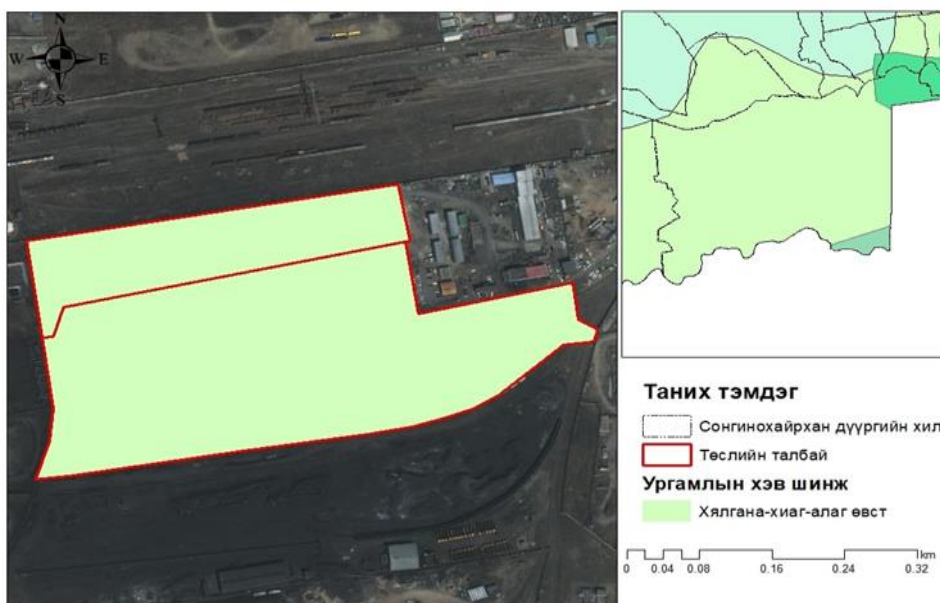 N
W E
S
Таних тэмдэг
Сонгинохайрхан дүүргийн хил
Төслийн талбай
Ургамлын хэв шинж
Хялгана-хиаг-алаг өвст
km
0 0.04 0.08 0.16 0.24 0.32